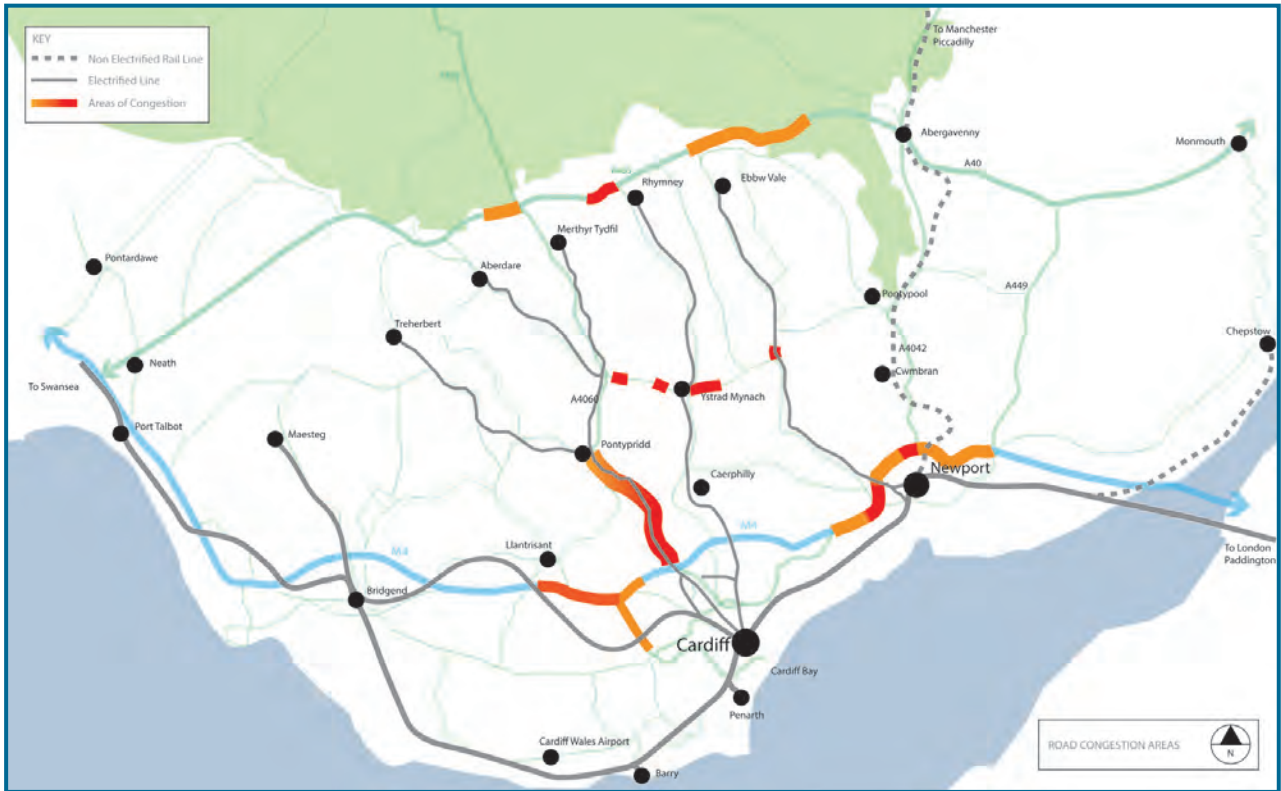 KEY
Non Electrified Rail Line
Electrified Line
Areas of Congestion
To Manchester
Piccadilly
Abergavenny
Monmouth
A40
Rhymney
Ebbw Vale
Merthyr Tydfil
Pontardawe
Aberdare
A449
Pontypool
Treherbert
Chepstow
A4042
Neath
Cwmbran
To Swansea
A4060
Ystrad Mynach
Port Talbot
Maesteg
Pontypridd
Newport
Caerphilly
M4
Llantrisant
M4
To London
Paddington
Bridgend
Cardiff
Cardiff Bay
Penarth
Cardiff Wales Airport
Barry
ROAD CONGESTION AREAS
N